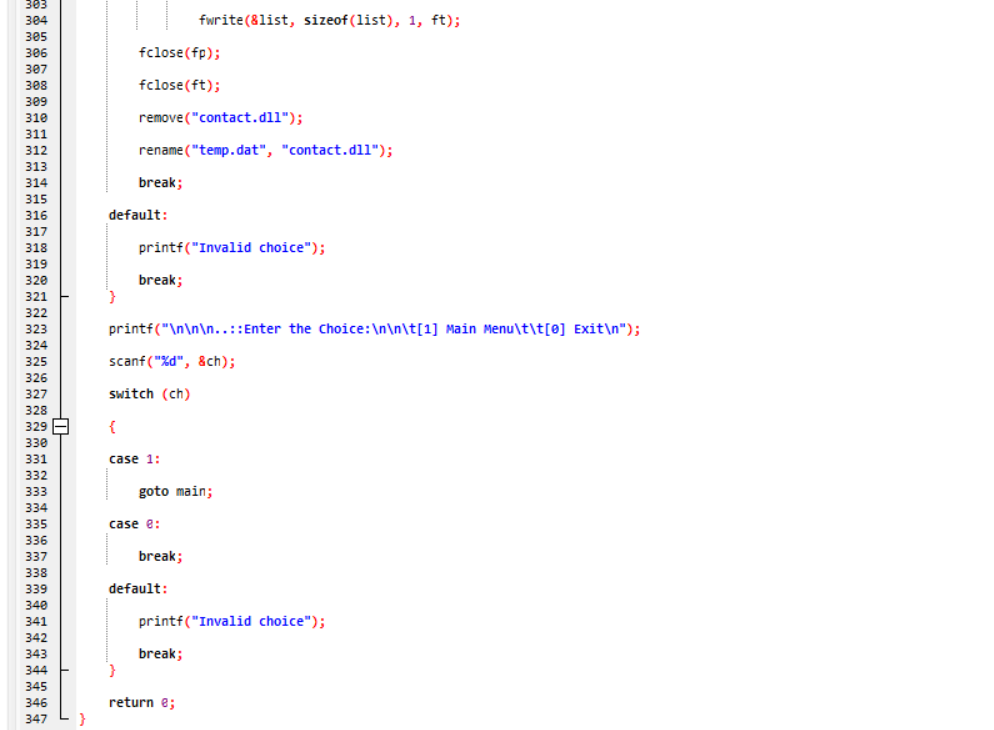 303
304 fwrite(&list, sizeof(list), 1, ft);
305
306 fclose(fp);
307
308 fclose(ft);
309
310 remove("contact.dll");
311
312 rename("temp.dat", "contact.dll");
313
314 break;
315
316 default:
317
318 printf("Invalid choice");
319
320 break;
321 }
322
323 printf("\n\n\n..::Enter the Choice:\n\n\t[1] Main Menu\t\t[0] Exit\n");
324
325 scanf("%d", &ch);
326
327 switch (ch)
328
329 {
330
331 case 1:
332
333 goto main;
334
335 case 0:
336
337 break;
338
339 default:
340
341 printf("Invalid choice");
342
343 break;
344 }
345
346 return 0;
347 }